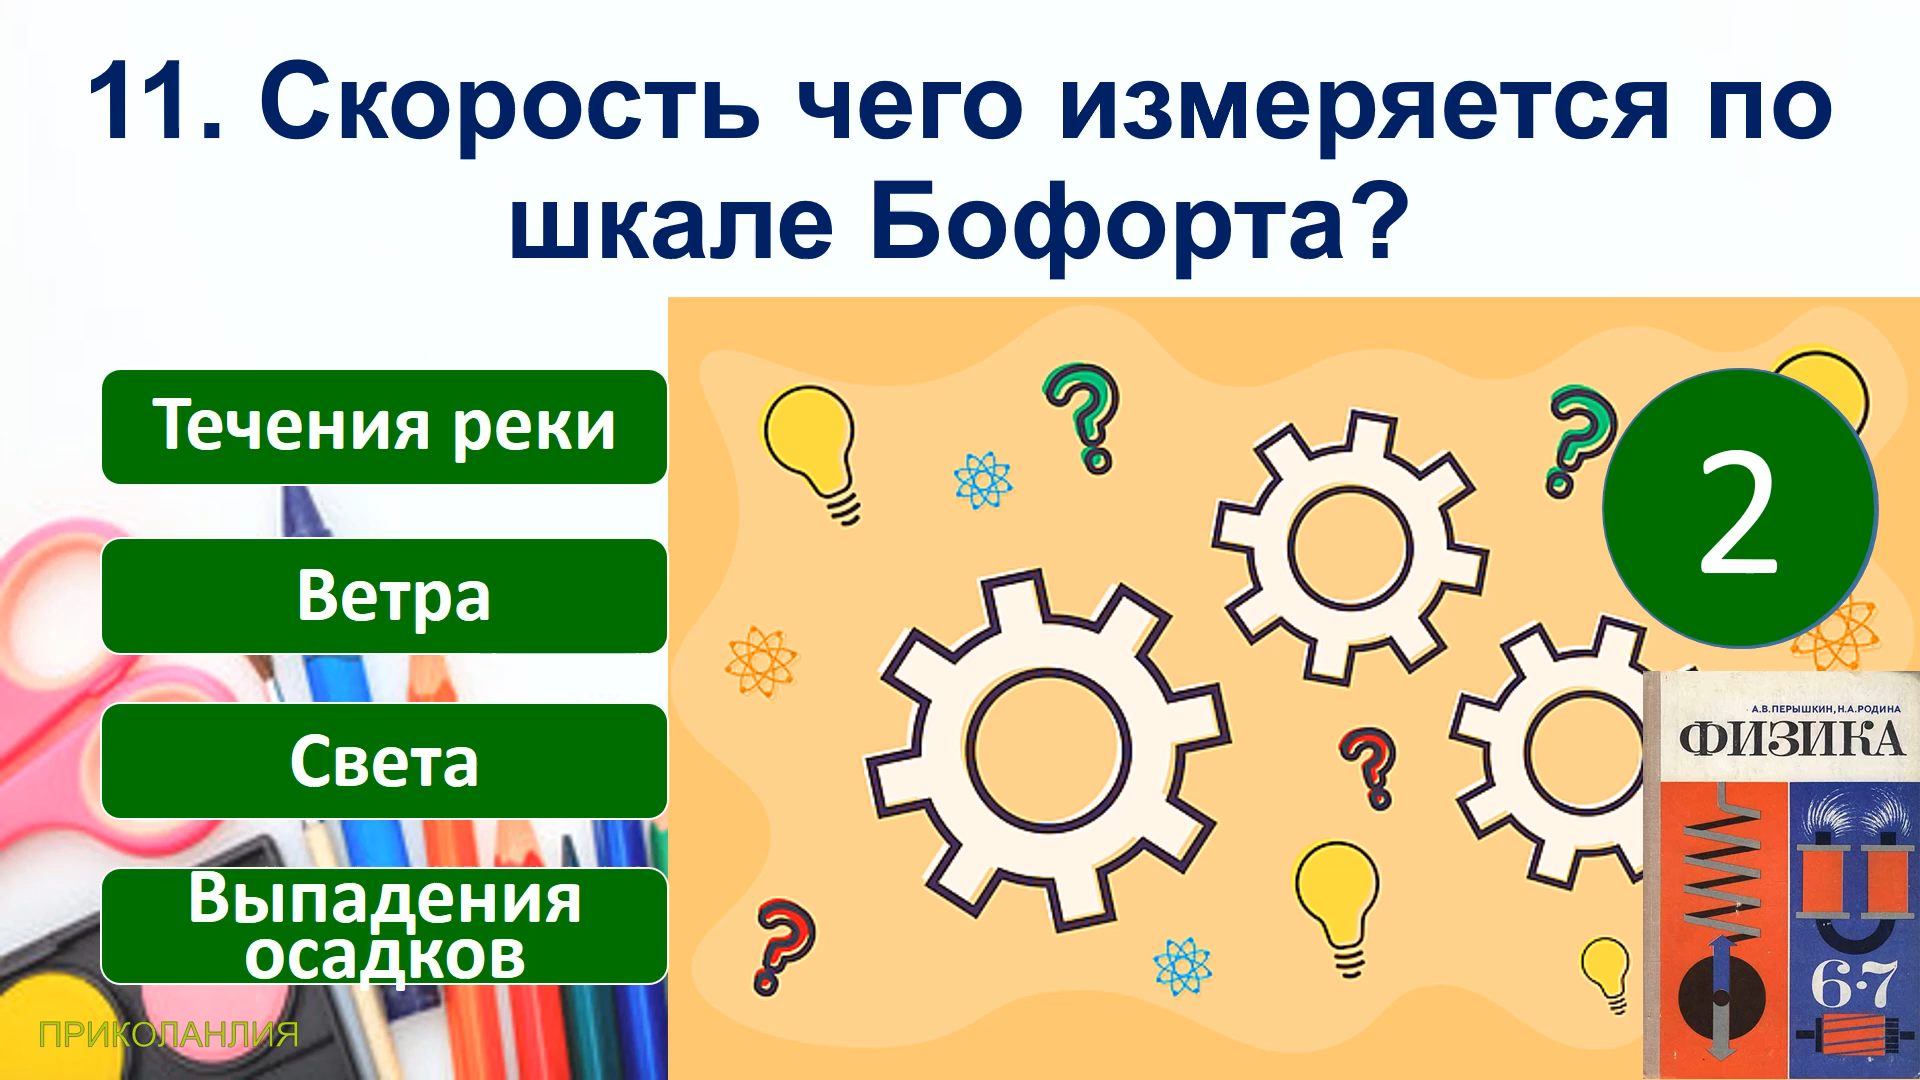 11. Скорость чего измеряется по
шкале Бофорта?
Течения реки
Ветра
Света
Выпадения
осадков
2
А.В.ПЕРЫШКИН, Н.А.РОДИНА
ФИЗИКА
6·7
ПРИКОЛАНЛИЯ